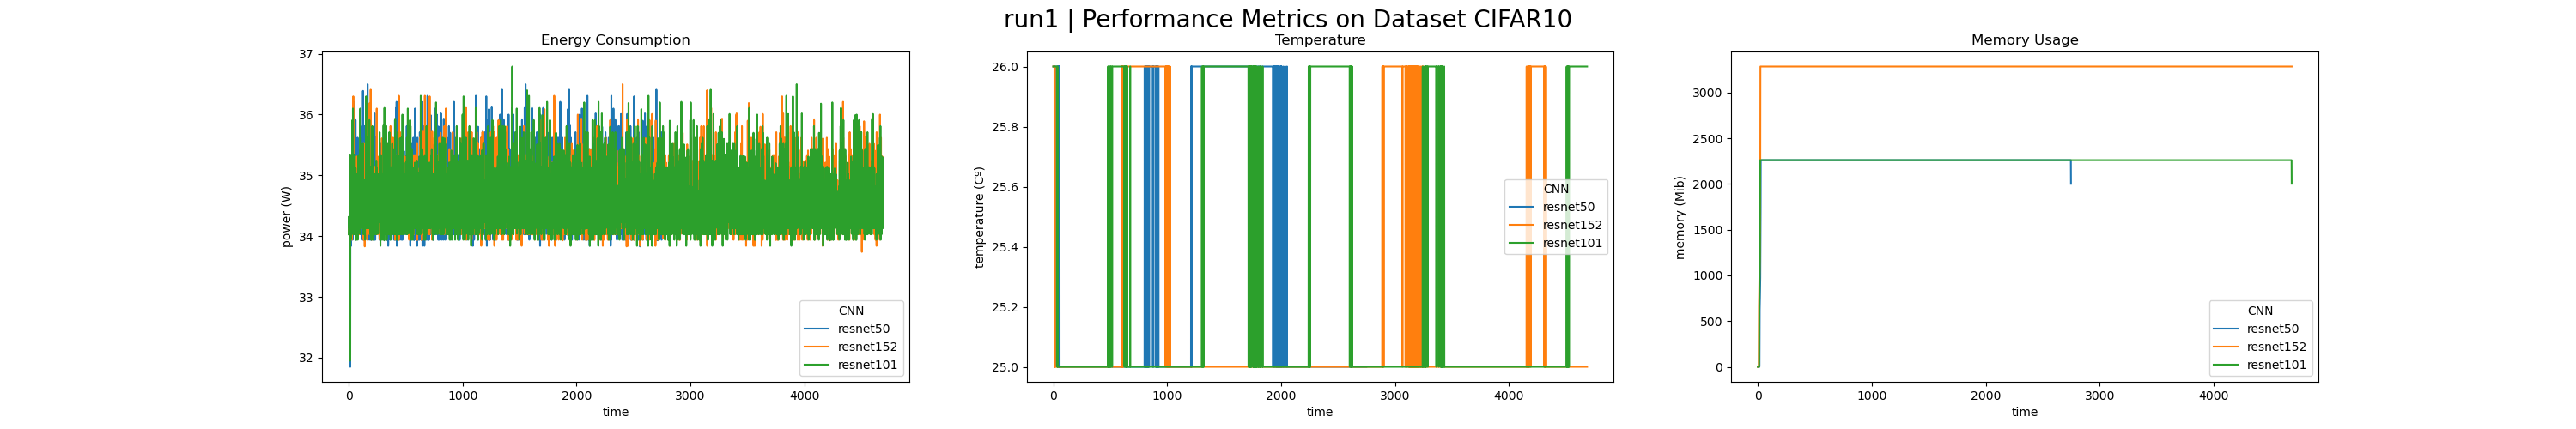 run1 | Performance Metrics on Dataset CIFAR10
Energy Consumption
37
36
35
34
33
32
power (W)
0 1000 2000 3000 4000
time
CNN
resnet50
resnet152
resnet101
Temperature
26.0
25.8
25.6
25.4
25.2
25.0
temperature (Cº)
0 1000 2000 3000 4000
time
CNN
resnet50
resnet152
resnet101
Memory Usage
3000
2500
2000
1500
1000
500
0
memory (Mib)
0 1000 2000 3000 4000
time
CNN
resnet50
resnet152
resnet101